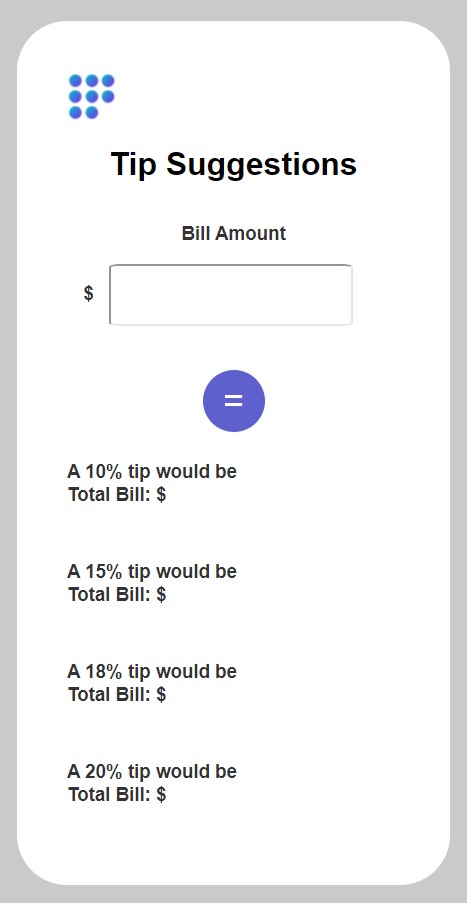 Tip Suggestions
Bill Amount
$
=
A 10% tip would be
Total Bill: $
A 15% tip would be
Total Bill: $
A 18% tip would be
Total Bill: $
A 20% tip would be
Total Bill: $